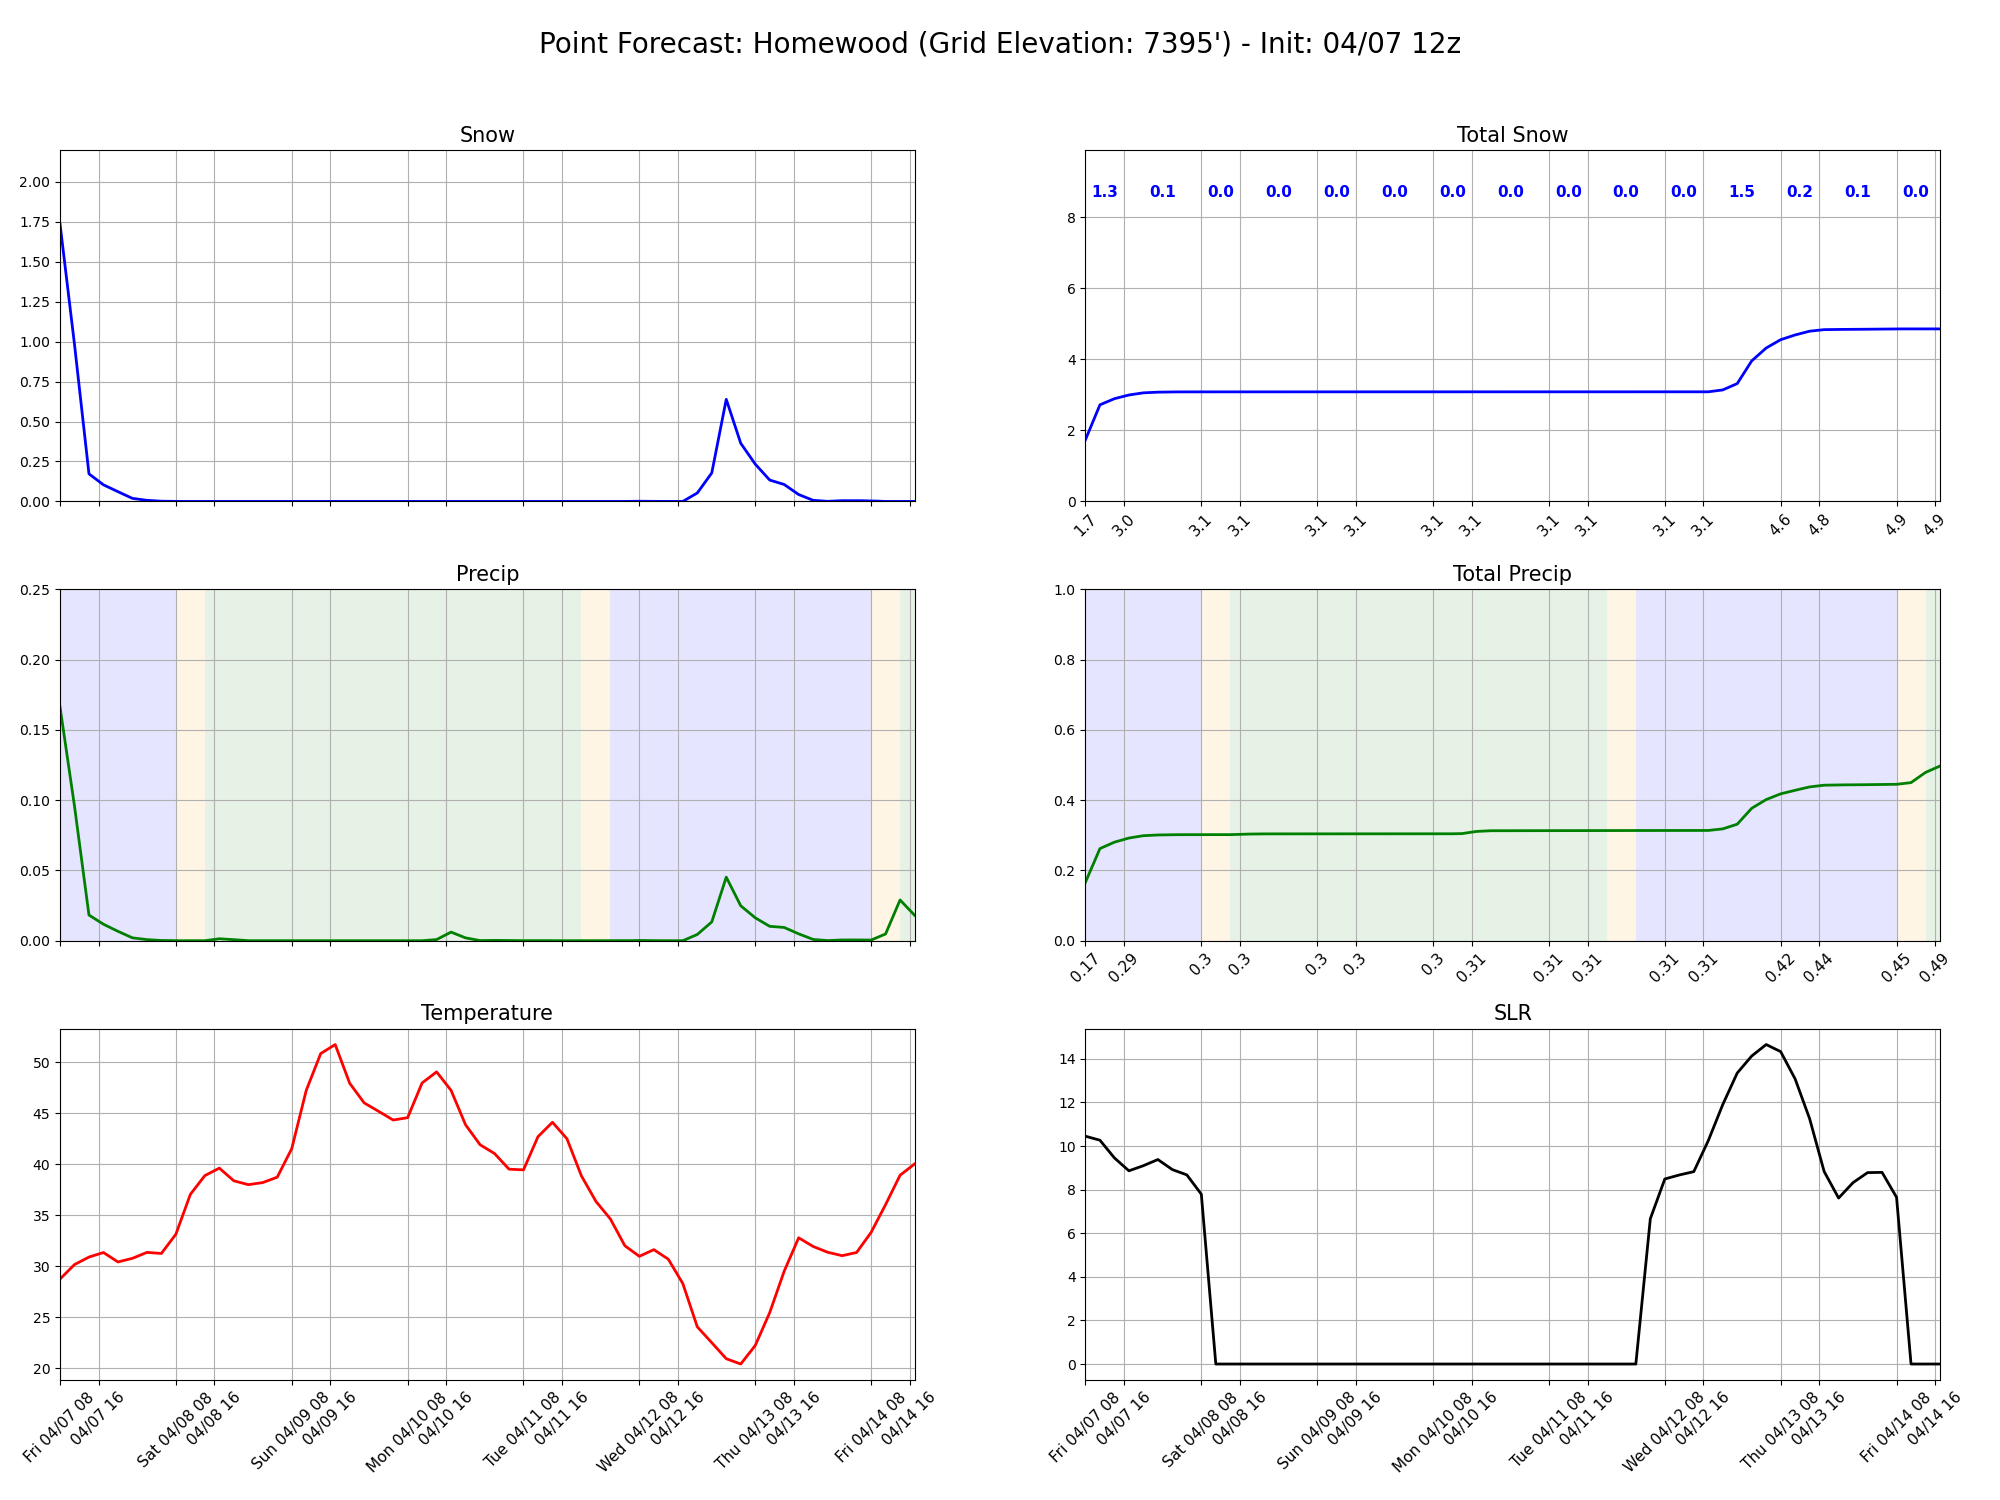 Point Forecast: Homewood (Grid Elevation: 7395') - Init: 04/07 12z
Snow
2.00
1.75
1.50
1.25
1.00
0.75
0.50
0.25
0.00
Total Snow
1.3 0.1 0.0 0.0 0.0 0.0 0.0 0.0 0.0 0.0 0.0 1.5 0.2 0.1 0.0
8
6
4
2
0
1.7 3.0 3.1 3.1 3.1 3.1 3.1 3.1 3.1 3.1 3.1 3.1 4.6 4.8 4.9 4.9
Precip
0.25
0.20
0.15
0.10
0.05
0.00
Total Precip
1.0
0.8
0.6
0.4
0.2
0.0
0.17 0.29 0.3 0.3 0.3 0.3 0.3 0.31 0.31 0.31 0.31 0.31 0.42 0.44 0.45 0.49
Temperature
50
45
40
35
30
25
20
Fri 04/07 08
04/07 16
Sat 04/08 08
04/08 16
Sun 04/09 08
04/09 16
Mon 04/10 08
04/10 16
Tue 04/11 08
04/11 16
Wed 04/12 08
04/12 16
Thu 04/13 08
04/13 16
Fri 04/14 08
04/14 16
SLR
14
12
10
8
6
4
2
0
Fri 04/07 08
04/07 16
Sat 04/08 08
04/08 16
Sun 04/09 08
04/09 16
Mon 04/10 08
04/10 16
Tue 04/11 08
04/11 16
Wed 04/12 08
04/12 16
Thu 04/13 08
04/13 16
Fri 04/14 08
04/14 16